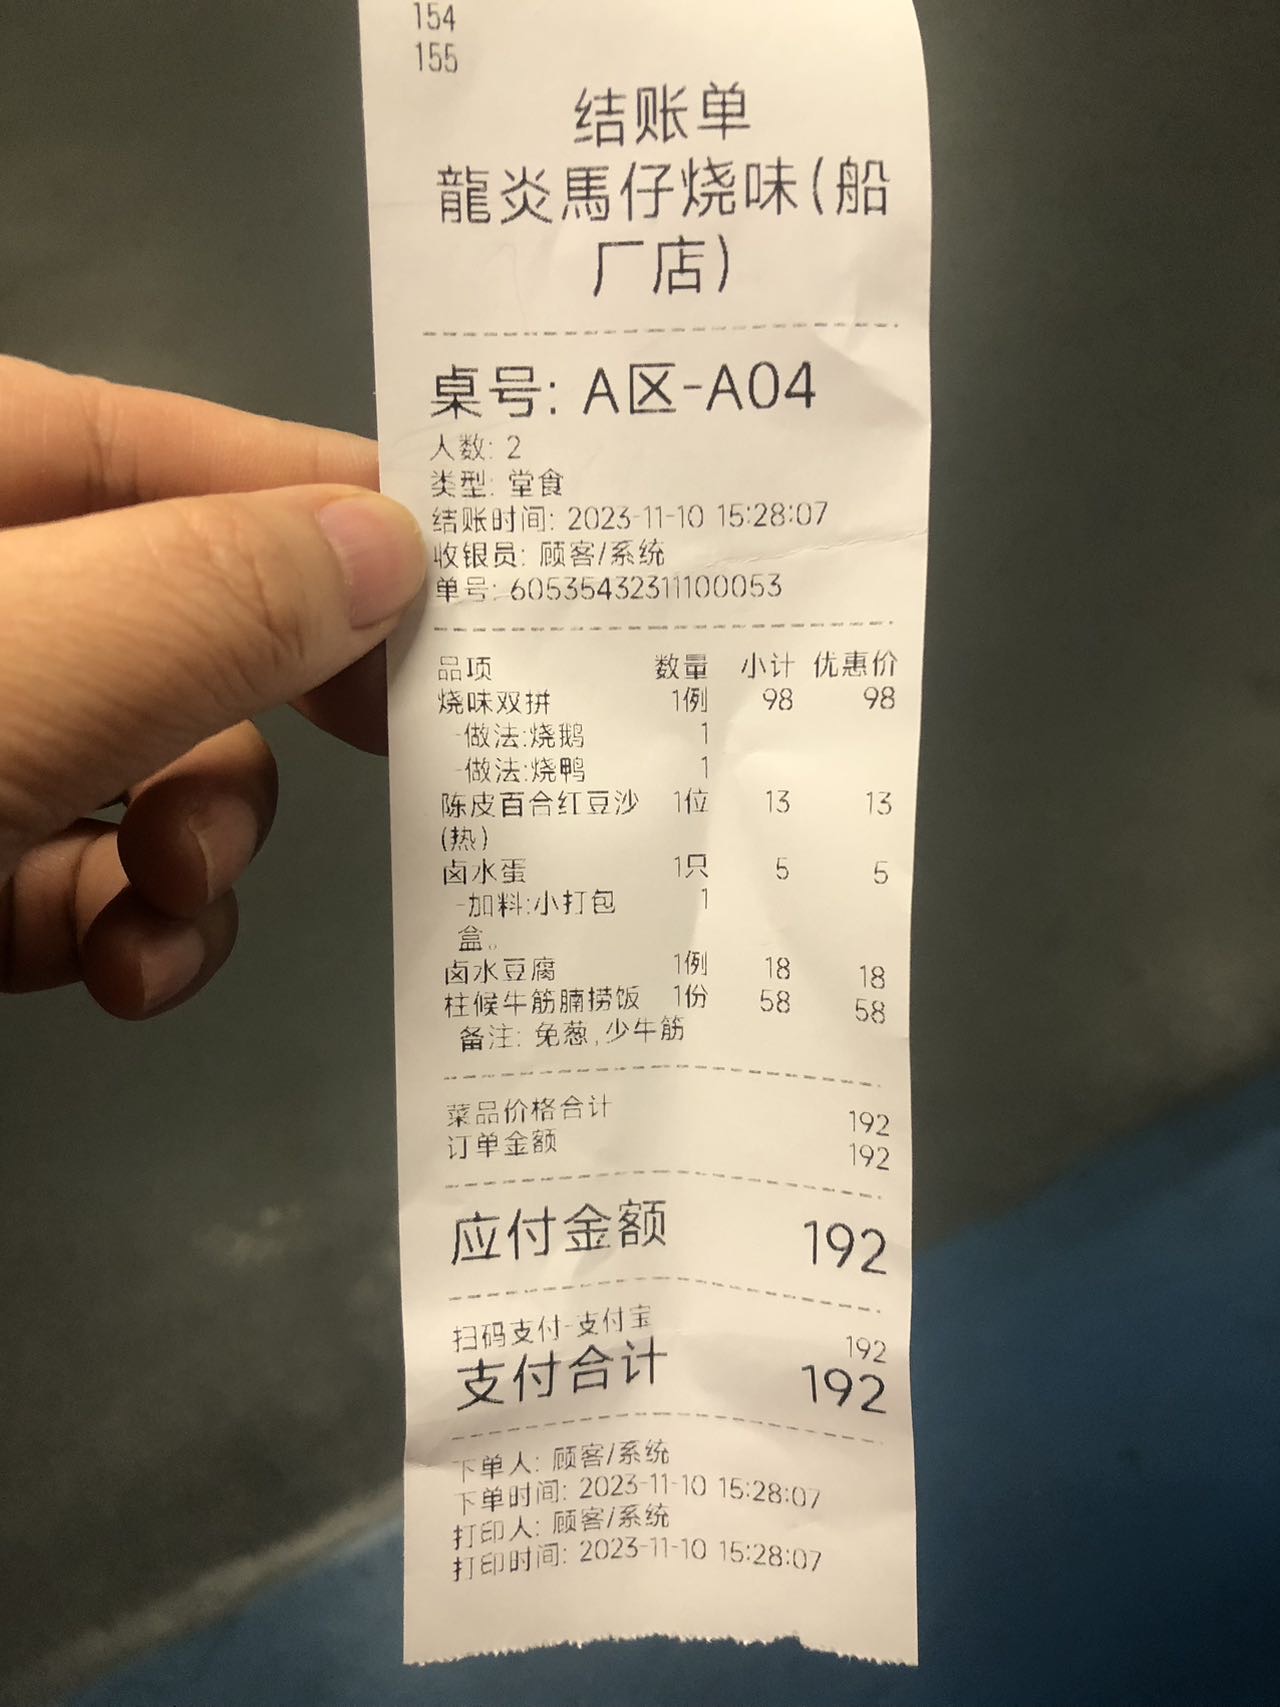 154
155
结账单
龍炎馬仔烧味(船
厂店)
桌号: A区-A04
人数: 2
类型: 堂食
结账时间: 2023-11-10 15:28:07
收银员: 顾客/系统
单号: 60535432311100053
品项 数量 小计 优惠价
烧味双拼 1例 98 98
-做法:烧鹅 1
-做法:烧鸭 1
陈皮百合红豆沙 1位 13 13
(热)
卤水蛋 1只 5 5
-加料:小打包 1
盒。
卤水豆腐 1例 18 18
柱候牛筋腩捞饭 1份 58 58
备注: 免葱,少牛筋
菜品价格合计 192
订单金额 192
应付金额 192
扫码支付-支付宝 192
支付合计 192
下单人: 顾客/系统
下单时间: 2023-11-10 15:28:07
打印人: 顾客/系统
打印时间: 2023-11-10 15:28:07